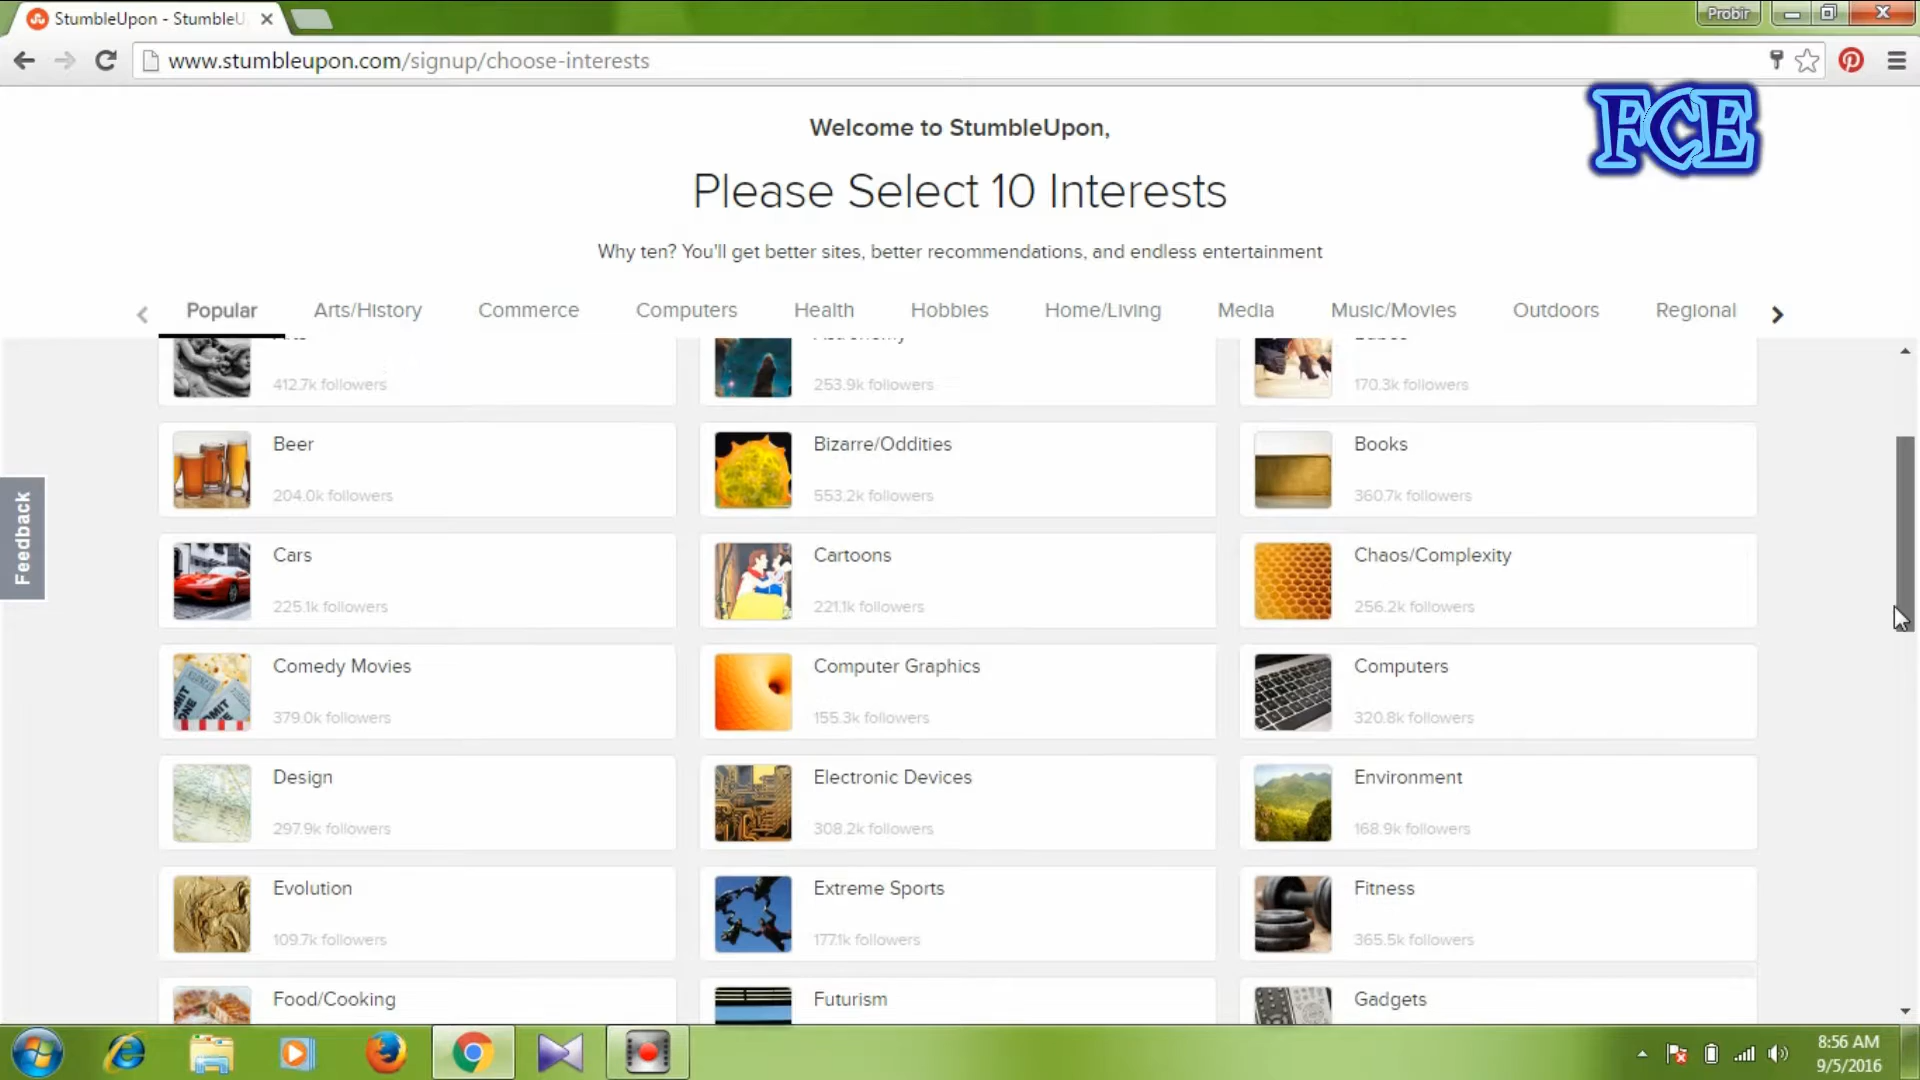 StumbleUpon - StumbleU
Probir
www.stumbleupon.com/signup/choose-interests
FCE
Welcome to StumbleUpon,
Please Select 10 Interests
Why ten? You'll get better sites, better recommendations, and endless entertainment
Popular Arts/History Commerce Computers Health Hobbies Home/Living Media Music/Movies Outdoors Regional
412.7k followers 253.9k followers 170.3k followers
Beer Bizarre/Oddities Books
204.0k followers 553.2k followers 360.7k followers
Feedback
Cars Cartoons Chaos/Complexity
225.1k followers 221.1k followers 256.2k followers
Comedy Movies Computer Graphics Computers
379.0k followers 155.3k followers 320.8k followers
Design Electronic Devices Environment
297.9k followers 308.2k followers 168.9k followers
Evolution Extreme Sports Fitness
109.7k followers 177.1k followers 365.5k followers
Food/Cooking Futurism Gadgets
8:56 AM
9/5/2016